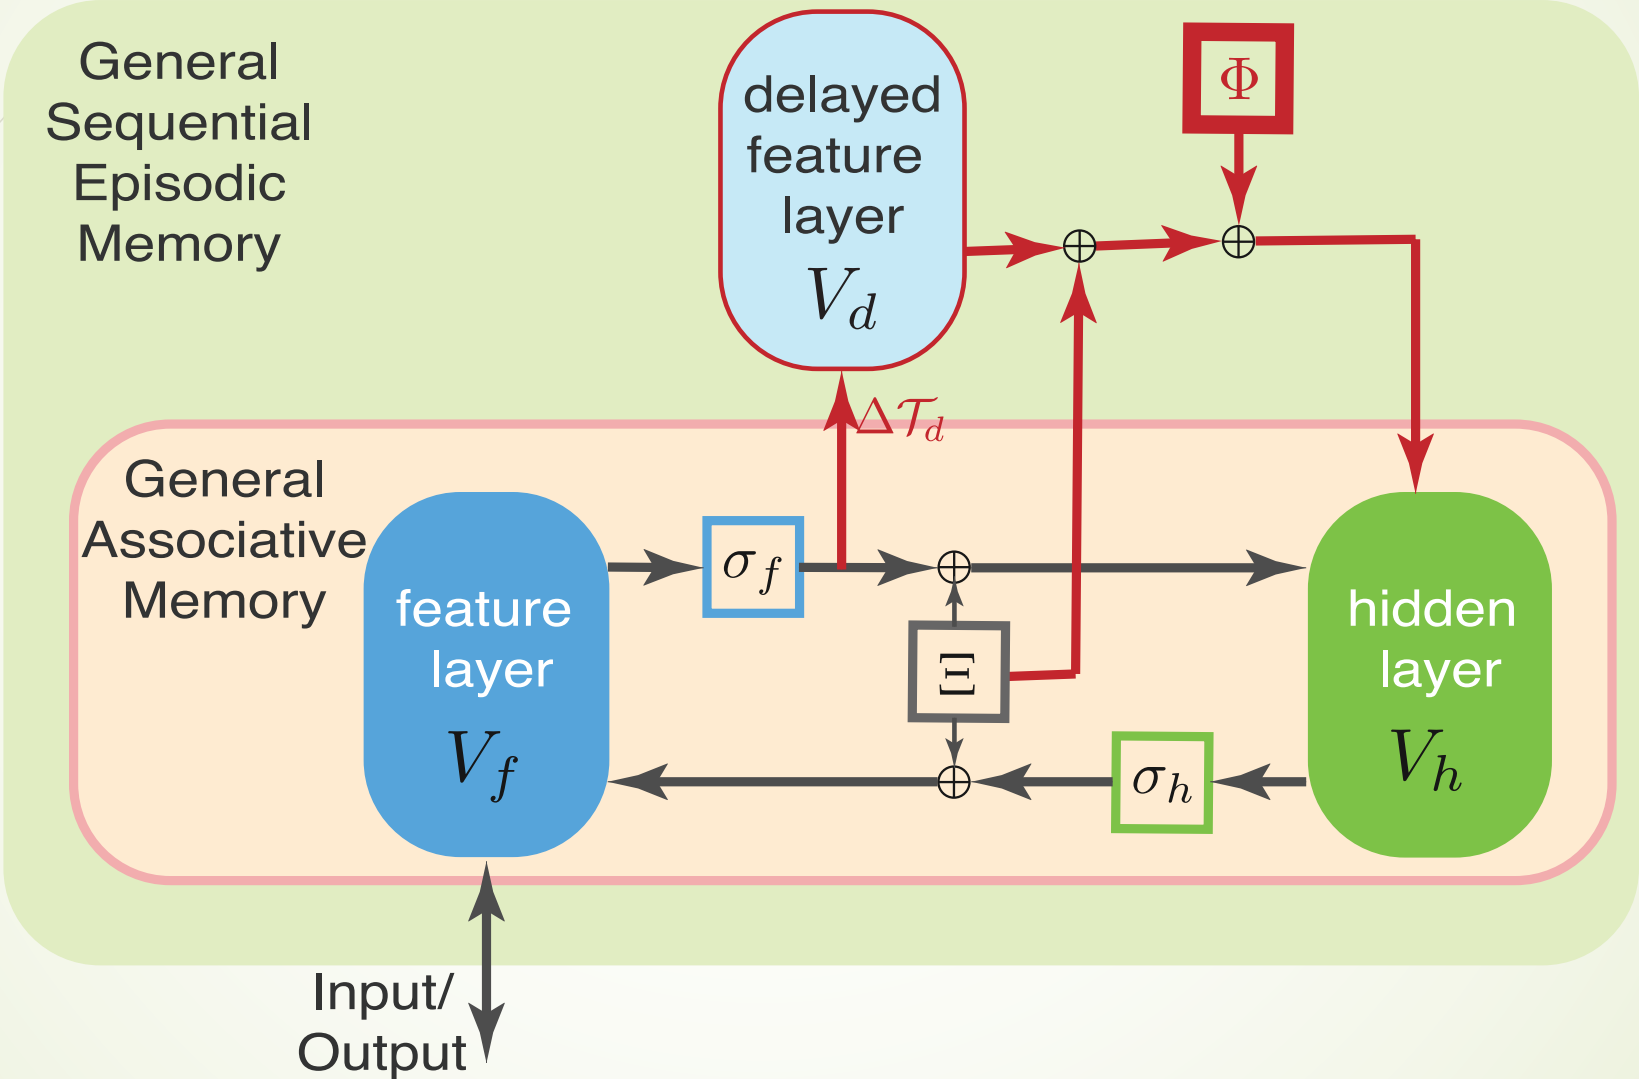 General
Sequential
Episodic
Memory
delayed
feature
layer
V_d
Φ
⊕
⊕
Δ𝒯_d
General
Associative
Memory
feature
layer
V_f
σ_f
⊕
Ξ
⊕
σ_h
hidden
layer
V_h
Input/
Output